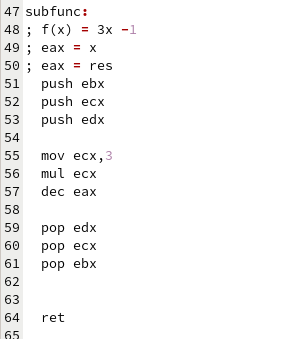 47 subfunc:
48 ; f(x) = 3x -1
49 ; eax = x
50 ; eax = res
51 push ebx
52 push ecx
53 push edx
54
55 mov ecx,3
56 mul ecx
57 dec eax
58
59 pop edx
60 pop ecx
61 pop ebx
62
63
64 ret
65